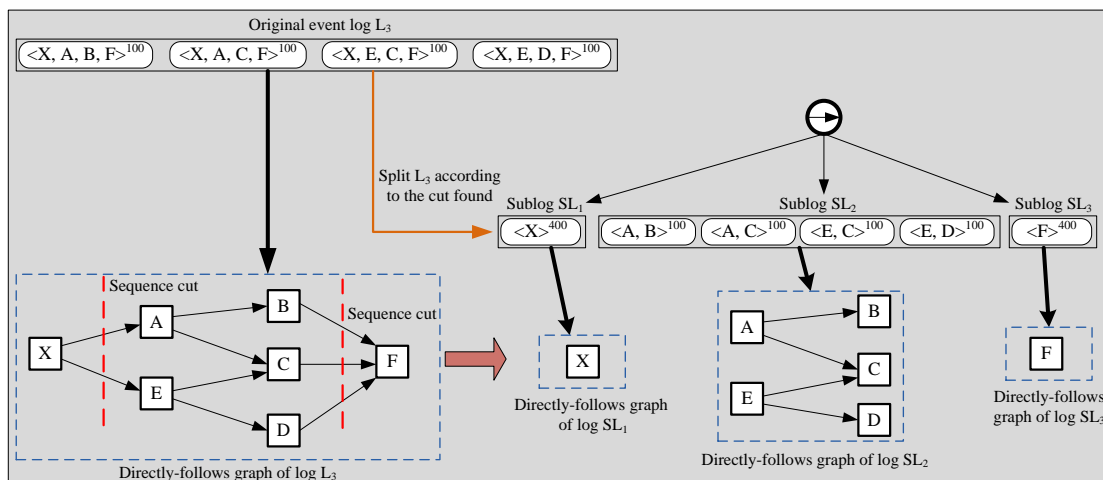 Original event log L₃
<X, A, B, F>¹⁰⁰ <X, A, C, F>¹⁰⁰ <X, E, C, F>¹⁰⁰ <X, E, D, F>¹⁰⁰
Split L₃ according
to the cut found
Sublog SL₁ Sublog SL₂ Sublog SL₃
<X>⁴⁰⁰ <A, B>¹⁰⁰ <A, C>¹⁰⁰ <E, C>¹⁰⁰ <E, D>¹⁰⁰ <F>⁴⁰⁰
Sequence cut
Sequence cut
X
A
E
B
C
D
F
Directly-follows graph of log L₃
X
Directly-follows graph
of log SL₁
A
E
B
C
D
Directly-follows graph of log SL₂
F
Directly-follows
graph of log SL₃